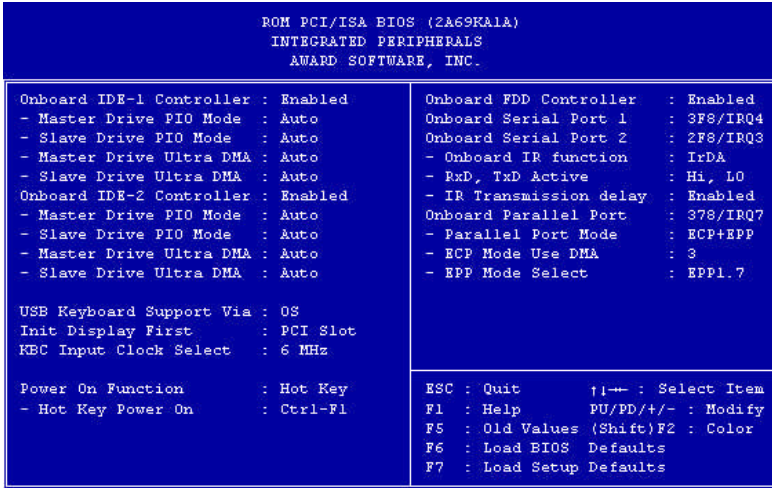 ROM PCI/ISA BIOS (2A69KA1A)
INTEGRATED PERIPHERALS
AWARD SOFTWARE, INC.
Onboard IDE-1 Controller : Enabled
- Master Drive PIO Mode : Auto
- Slave Drive PIO Mode : Auto
- Master Drive Ultra DMA : Auto
- Slave Drive Ultra DMA : Auto
Onboard IDE-2 Controller : Enabled
- Master Drive PIO Mode : Auto
- Slave Drive PIO Mode : Auto
- Master Drive Ultra DMA : Auto
- Slave Drive Ultra DMA : Auto
USB Keyboard Support Via : OS
Init Display First : PCI Slot
KBC Input Clock Select : 6 MHz
Power On Function : Hot Key
- Hot Key Power On : Ctrl-F1
Onboard FDD Controller : Enabled
Onboard Serial Port 1 : 3F8/IRQ4
Onboard Serial Port 2 : 2F8/IRQ3
- Onboard IR function : IrDA
- RxD, TxD Active : Hi, LO
- IR Transmission delay : Enabled
Onboard Parallel Port : 378/IRQ7
- Parallel Port Mode : ECP+EPP
- ECP Mode Use DMA : 3
- EPP Mode Select : EPP1.7
ESC : Quit ↑↓→← : Select Item
F1 : Help PU/PD/+/- : Modify
F5 : Old Values (Shift)F2 : Color
F6 : Load BIOS Defaults
F7 : Load Setup Defaults